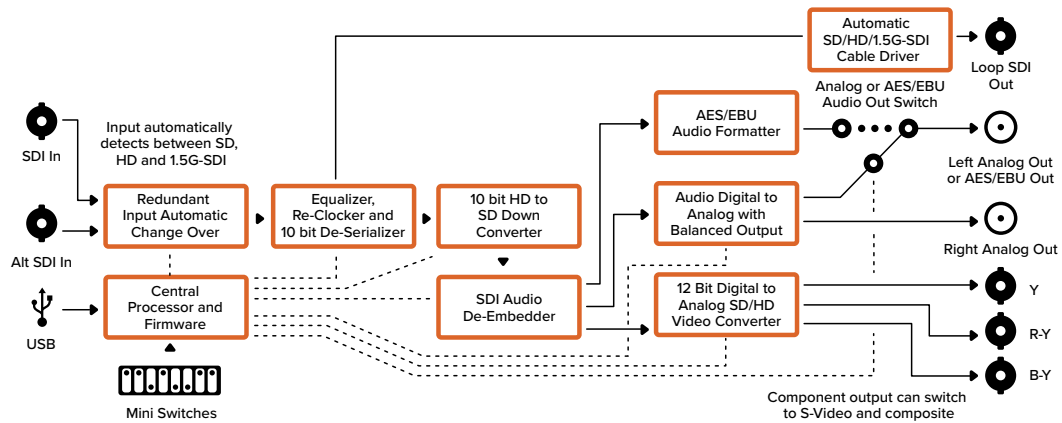 Automatic
SD/HD/1.5G-SDI
Cable Driver
Loop SDI
Out
Analog or AES/EBU
Audio Out Switch
AES/EBU
Audio Formatter
SDI In
Input automatically
detects between SD,
HD and 1.5G-SDI
Left Analog Out
or AES/EBU Out
Redundant
Input Automatic
Change Over
Equalizer,
Re-Clocker and
10 bit De-Serializer
10 bit HD to
SD Down
Converter
Audio Digital to
Analog with
Balanced Output
Alt SDI In
Right Analog Out
Central
Processor and
Firmware
SDI Audio
De-Embedder
12 Bit Digital to
Analog SD/HD
Video Converter
Y
USB
R-Y
B-Y
Mini Switches
Component output can switch
to S-Video and composite